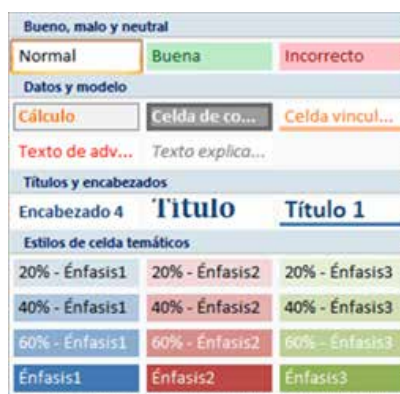 Bueno, malo y neutral
Normal Buena Incorrecto
Datos y modelo
Cálculo Celda de co... Celda vincul...
Texto de adv... Texto explica...
Títulos y encabezados
Encabezado 4 Título Título 1
Estilos de celda temáticos
20% - Énfasis1 20% - Énfasis2 20% - Énfasis3
40% - Énfasis1 40% - Énfasis2 40% - Énfasis3
60% - Énfasis1 60% - Énfasis2 60% - Énfasis3
Énfasis1 Énfasis2 Énfasis3